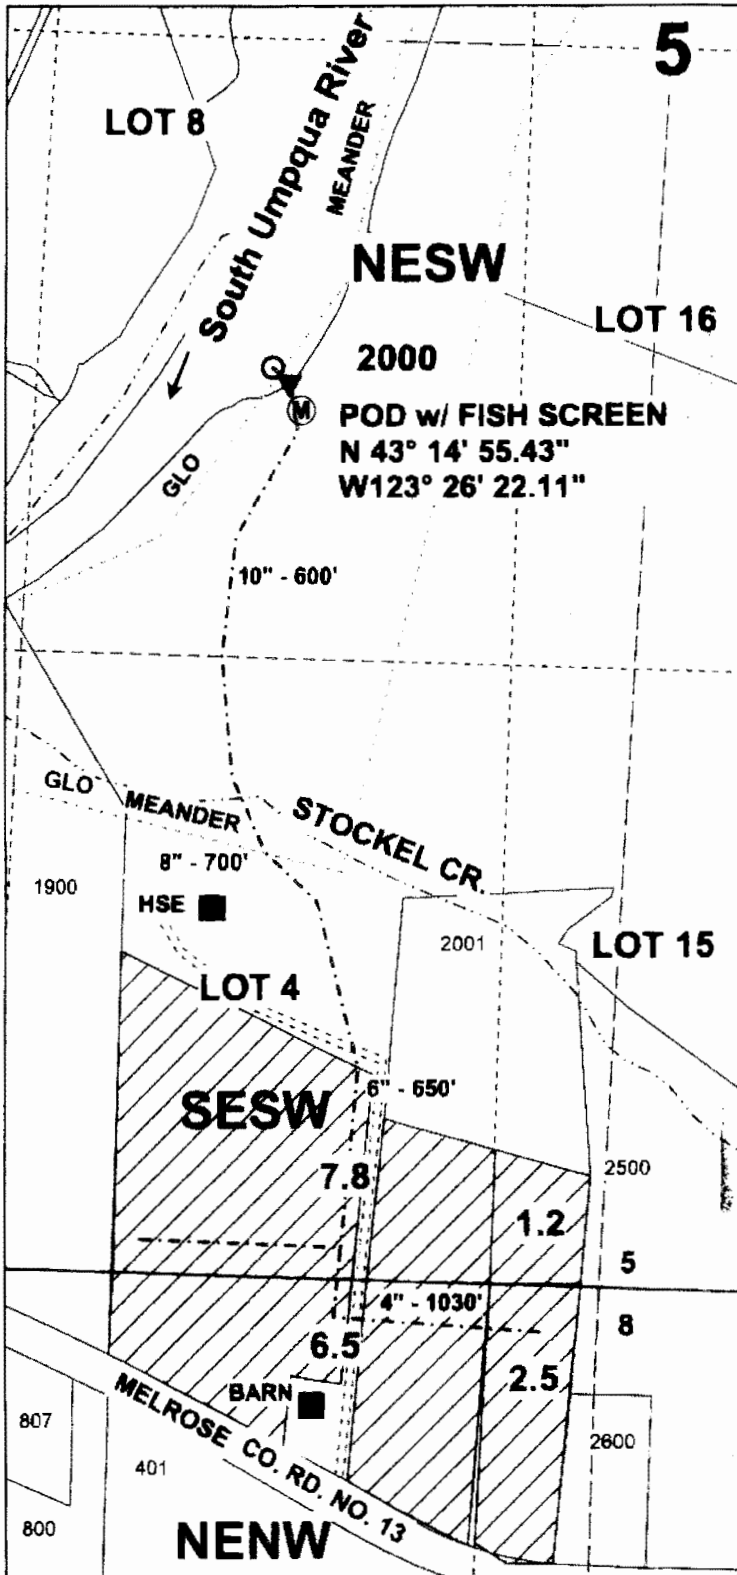 5
LOT 8
South Umpqua River
MEANDER
NESW
LOT 16
2000
M
POD w/ FISH SCREEN
N 43° 14' 55.43"
W123° 26' 22.11"
GLO
10" - 600'
GLO
MEANDER
STOCKEL CR.
8" - 700'
1900
HSE
2001
LOT 15
LOT 4
6" - 650'
SESW
7.8
2500
1.2
5
4" - 1030'
8
6.5
2.5
BARN
MELROSE CO. RD. NO. 13
807
401
2600
800
NENW